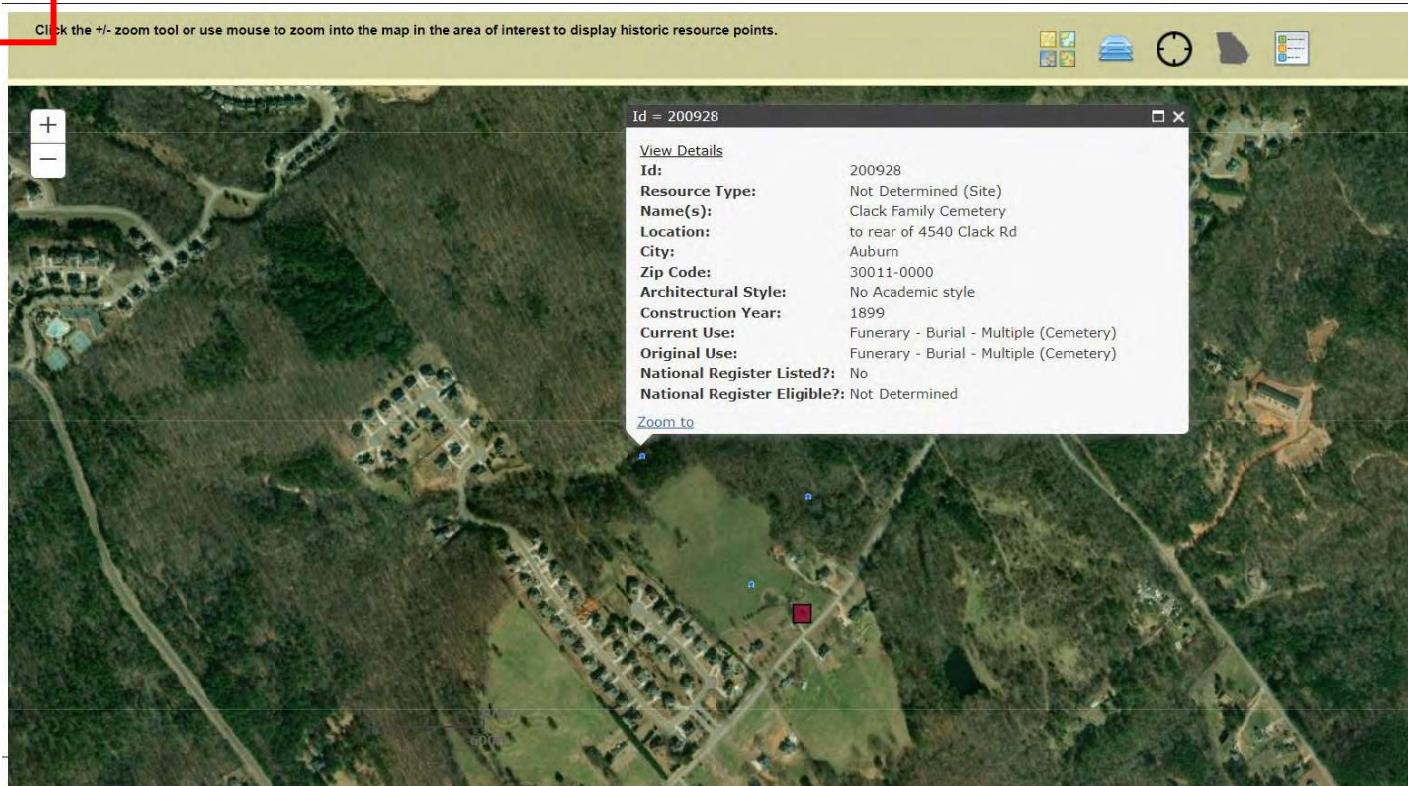 Click the +/- zoom tool or use mouse to zoom into the map in the area of interest to display historic resource points.
+
−
Id = 200928
View Details
Id: 200928
Resource Type: Not Determined (Site)
Name(s): Clack Family Cemetery
Location: to rear of 4540 Clack Rd
City: Auburn
Zip Code: 30011-0000
Architectural Style: No Academic style
Construction Year: 1899
Current Use: Funerary - Burial - Multiple (Cemetery)
Original Use: Funerary - Burial - Multiple (Cemetery)
National Register Listed?: No
National Register Eligible?: Not Determined
Zoom to